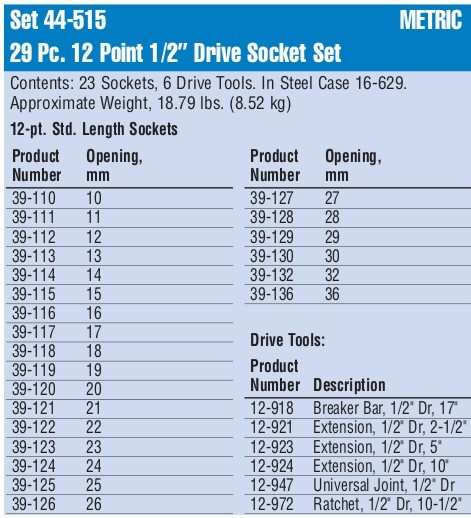 Set 44-515 METRIC
29 Pc. 12 Point 1/2” Drive Socket Set
Contents: 23 Sockets, 6 Drive Tools. In Steel Case 16-629.
Approximate Weight, 18.79 lbs. (8.52 kg)
12-pt. Std. Length Sockets
Product Opening,
Number mm
39-110 10
39-111 11
39-112 12
39-113 13
39-114 14
39-115 15
39-116 16
39-117 17
39-118 18
39-119 19
39-120 20
39-121 21
39-122 22
39-123 23
39-124 24
39-125 25
39-126 26
Product Opening,
Number mm
39-127 27
39-128 28
39-129 29
39-130 30
39-132 32
39-136 36
Drive Tools:
Product
Number Description
12-918 Breaker Bar, 1/2" Dr, 17"
12-921 Extension, 1/2" Dr, 2-1/2"
12-923 Extension, 1/2" Dr, 5"
12-924 Extension, 1/2" Dr, 10"
12-947 Universal Joint, 1/2" Dr
12-972 Ratchet, 1/2" Dr, 10-1/2"